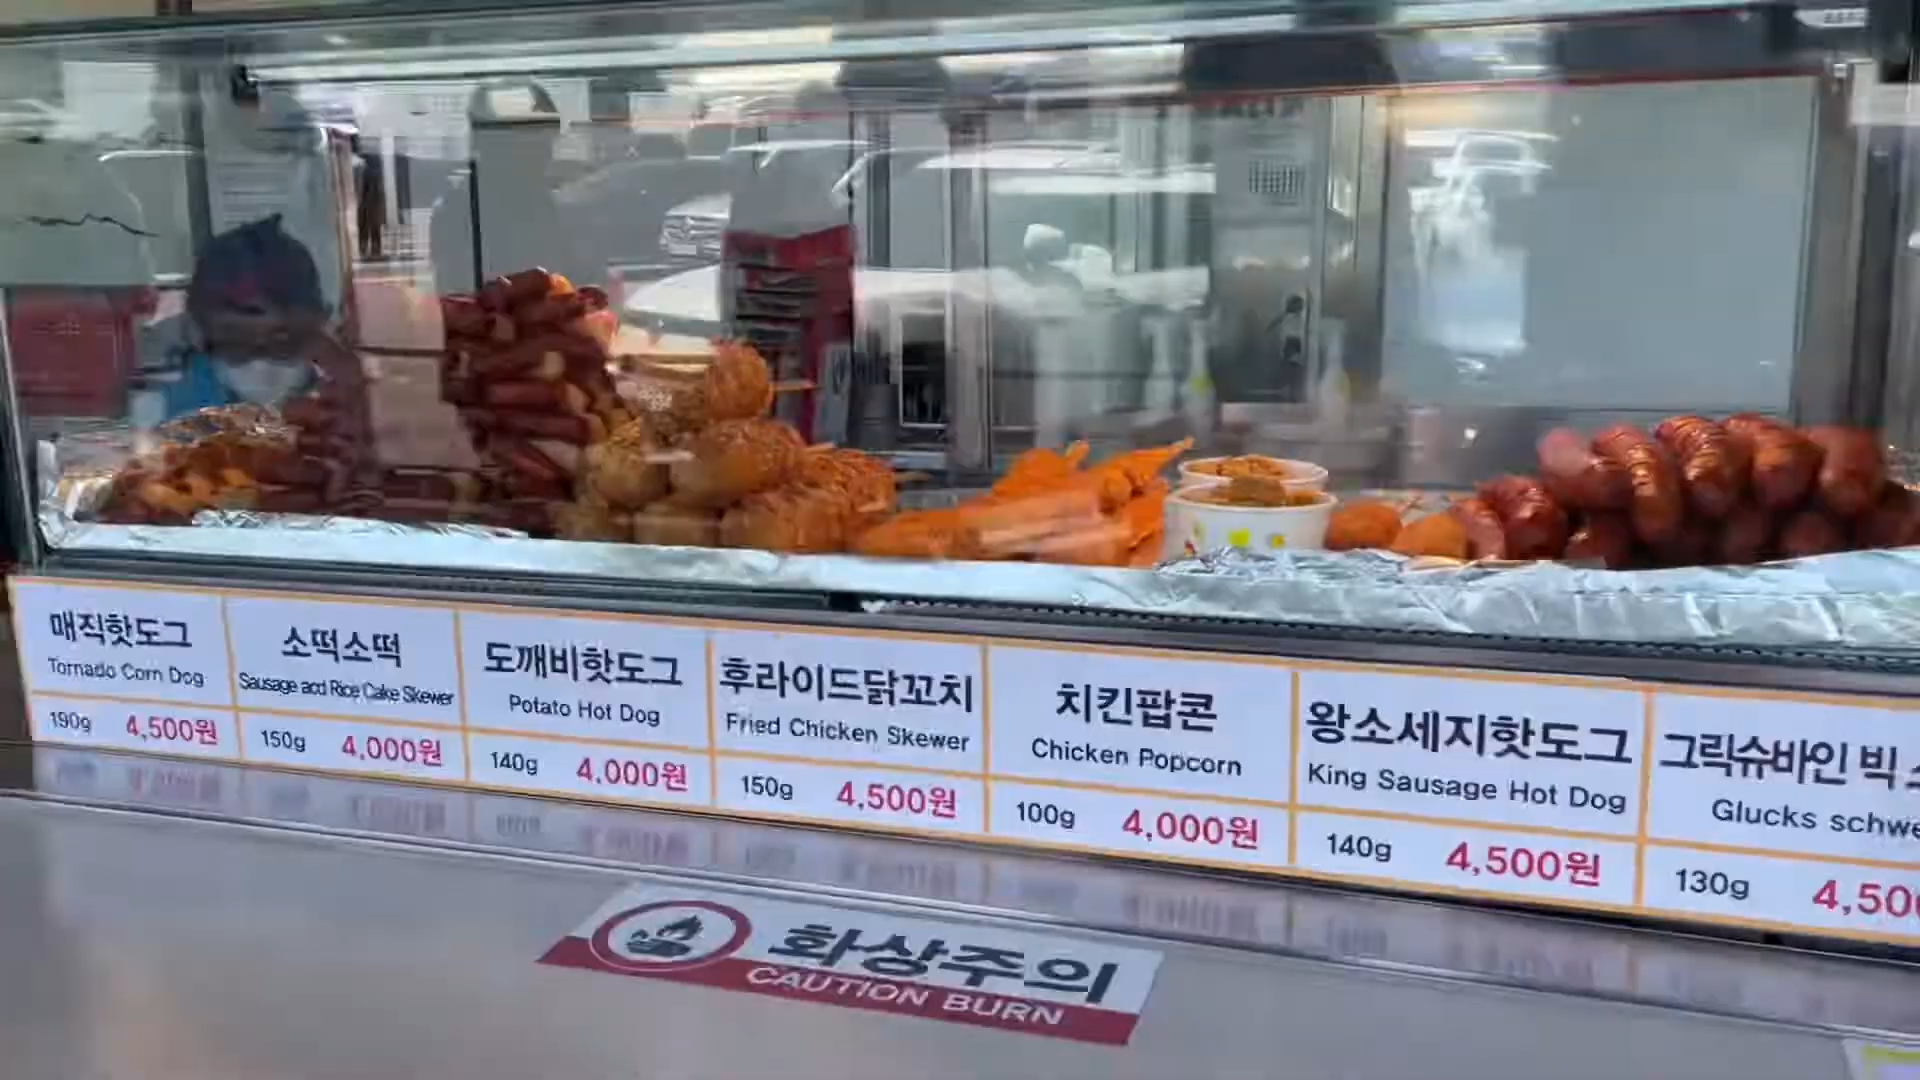 매직핫도그
Tornado Corn Dog
190g 4,500원
소떡소떡
Sausage and Rice Cake Skewer
150g 4,000원
도깨비핫도그
Potato Hot Dog
140g 4,000원
후라이드닭꼬치
Fried Chicken Skewer
150g 4,500원
치킨팝콘
Chicken Popcorn
100g 4,000원
왕소세지핫도그
King Sausage Hot Dog
140g 4,500원
그릭슈바인 빅
Glucks schwe
130g 4,50
화상주의
CAUTION BURN